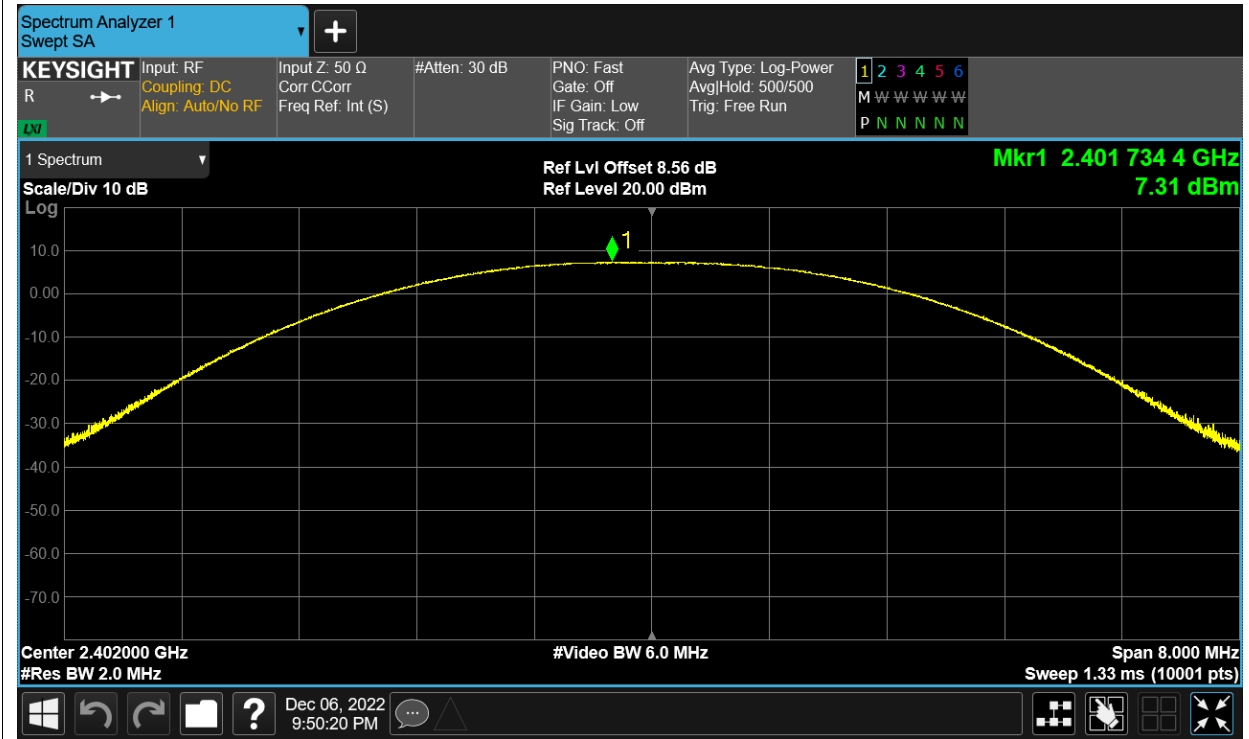 Spectrum Analyzer 1
Swept SA
KEYSIGHT
R
LXI
Input: RF
Coupling: DC
Align: Auto/No RF
Input Z: 50 Ω
Corr CCorr
Freq Ref: Int (S)
#Atten: 30 dB
PNO: Fast
Gate: Off
IF Gain: Low
Sig Track: Off
Avg Type: Log-Power
Avg|Hold: 500/500
Trig: Free Run
1 2 3 4 5 6
M W W W W W
P N N N N N
1 Spectrum
Scale/Div 10 dB
Log
Ref Lvl Offset 8.56 dB
Ref Level 20.00 dBm
Mkr1 2.401 734 4 GHz
7.31 dBm
1
10.0
0.00
-10.0
-20.0
-30.0
-40.0
-50.0
-60.0
-70.0
Center 2.402000 GHz
#Res BW 2.0 MHz
#Video BW 6.0 MHz
Span 8.000 MHz
Sweep 1.33 ms (10001 pts)
?
Dec 06, 2022
9:50:20 PM